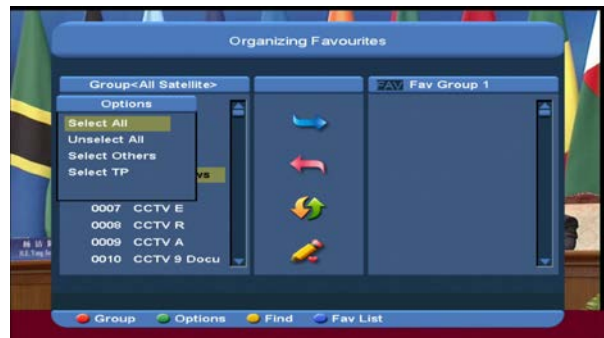 Organizing Favourites
Group<All Satellite>
FAV Fav Group 1
Options
Select All
Unselect All
Select Others
Select TP
vs
0007 CCTV E
0008 CCTV R
0009 CCTV A
0010 CCTV 9 Docu
Group Options Find Fav List